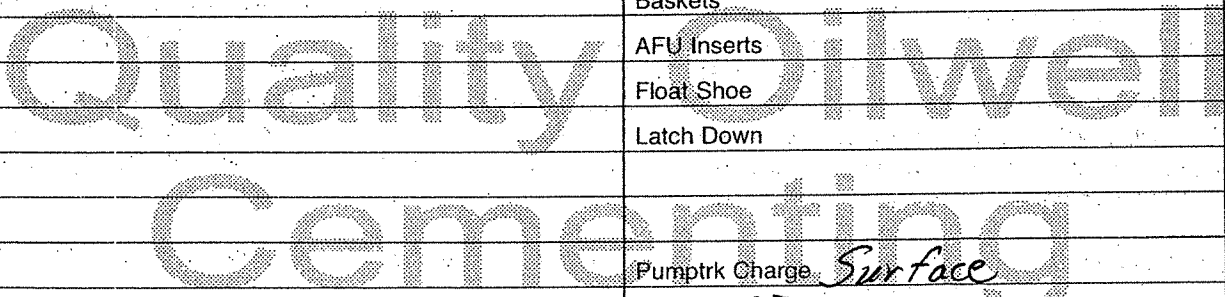 Baskets
Quality Oilwell
AFU Inserts
Float Shoe
Latch Down
Cementing
Pumptrk Charge Surface